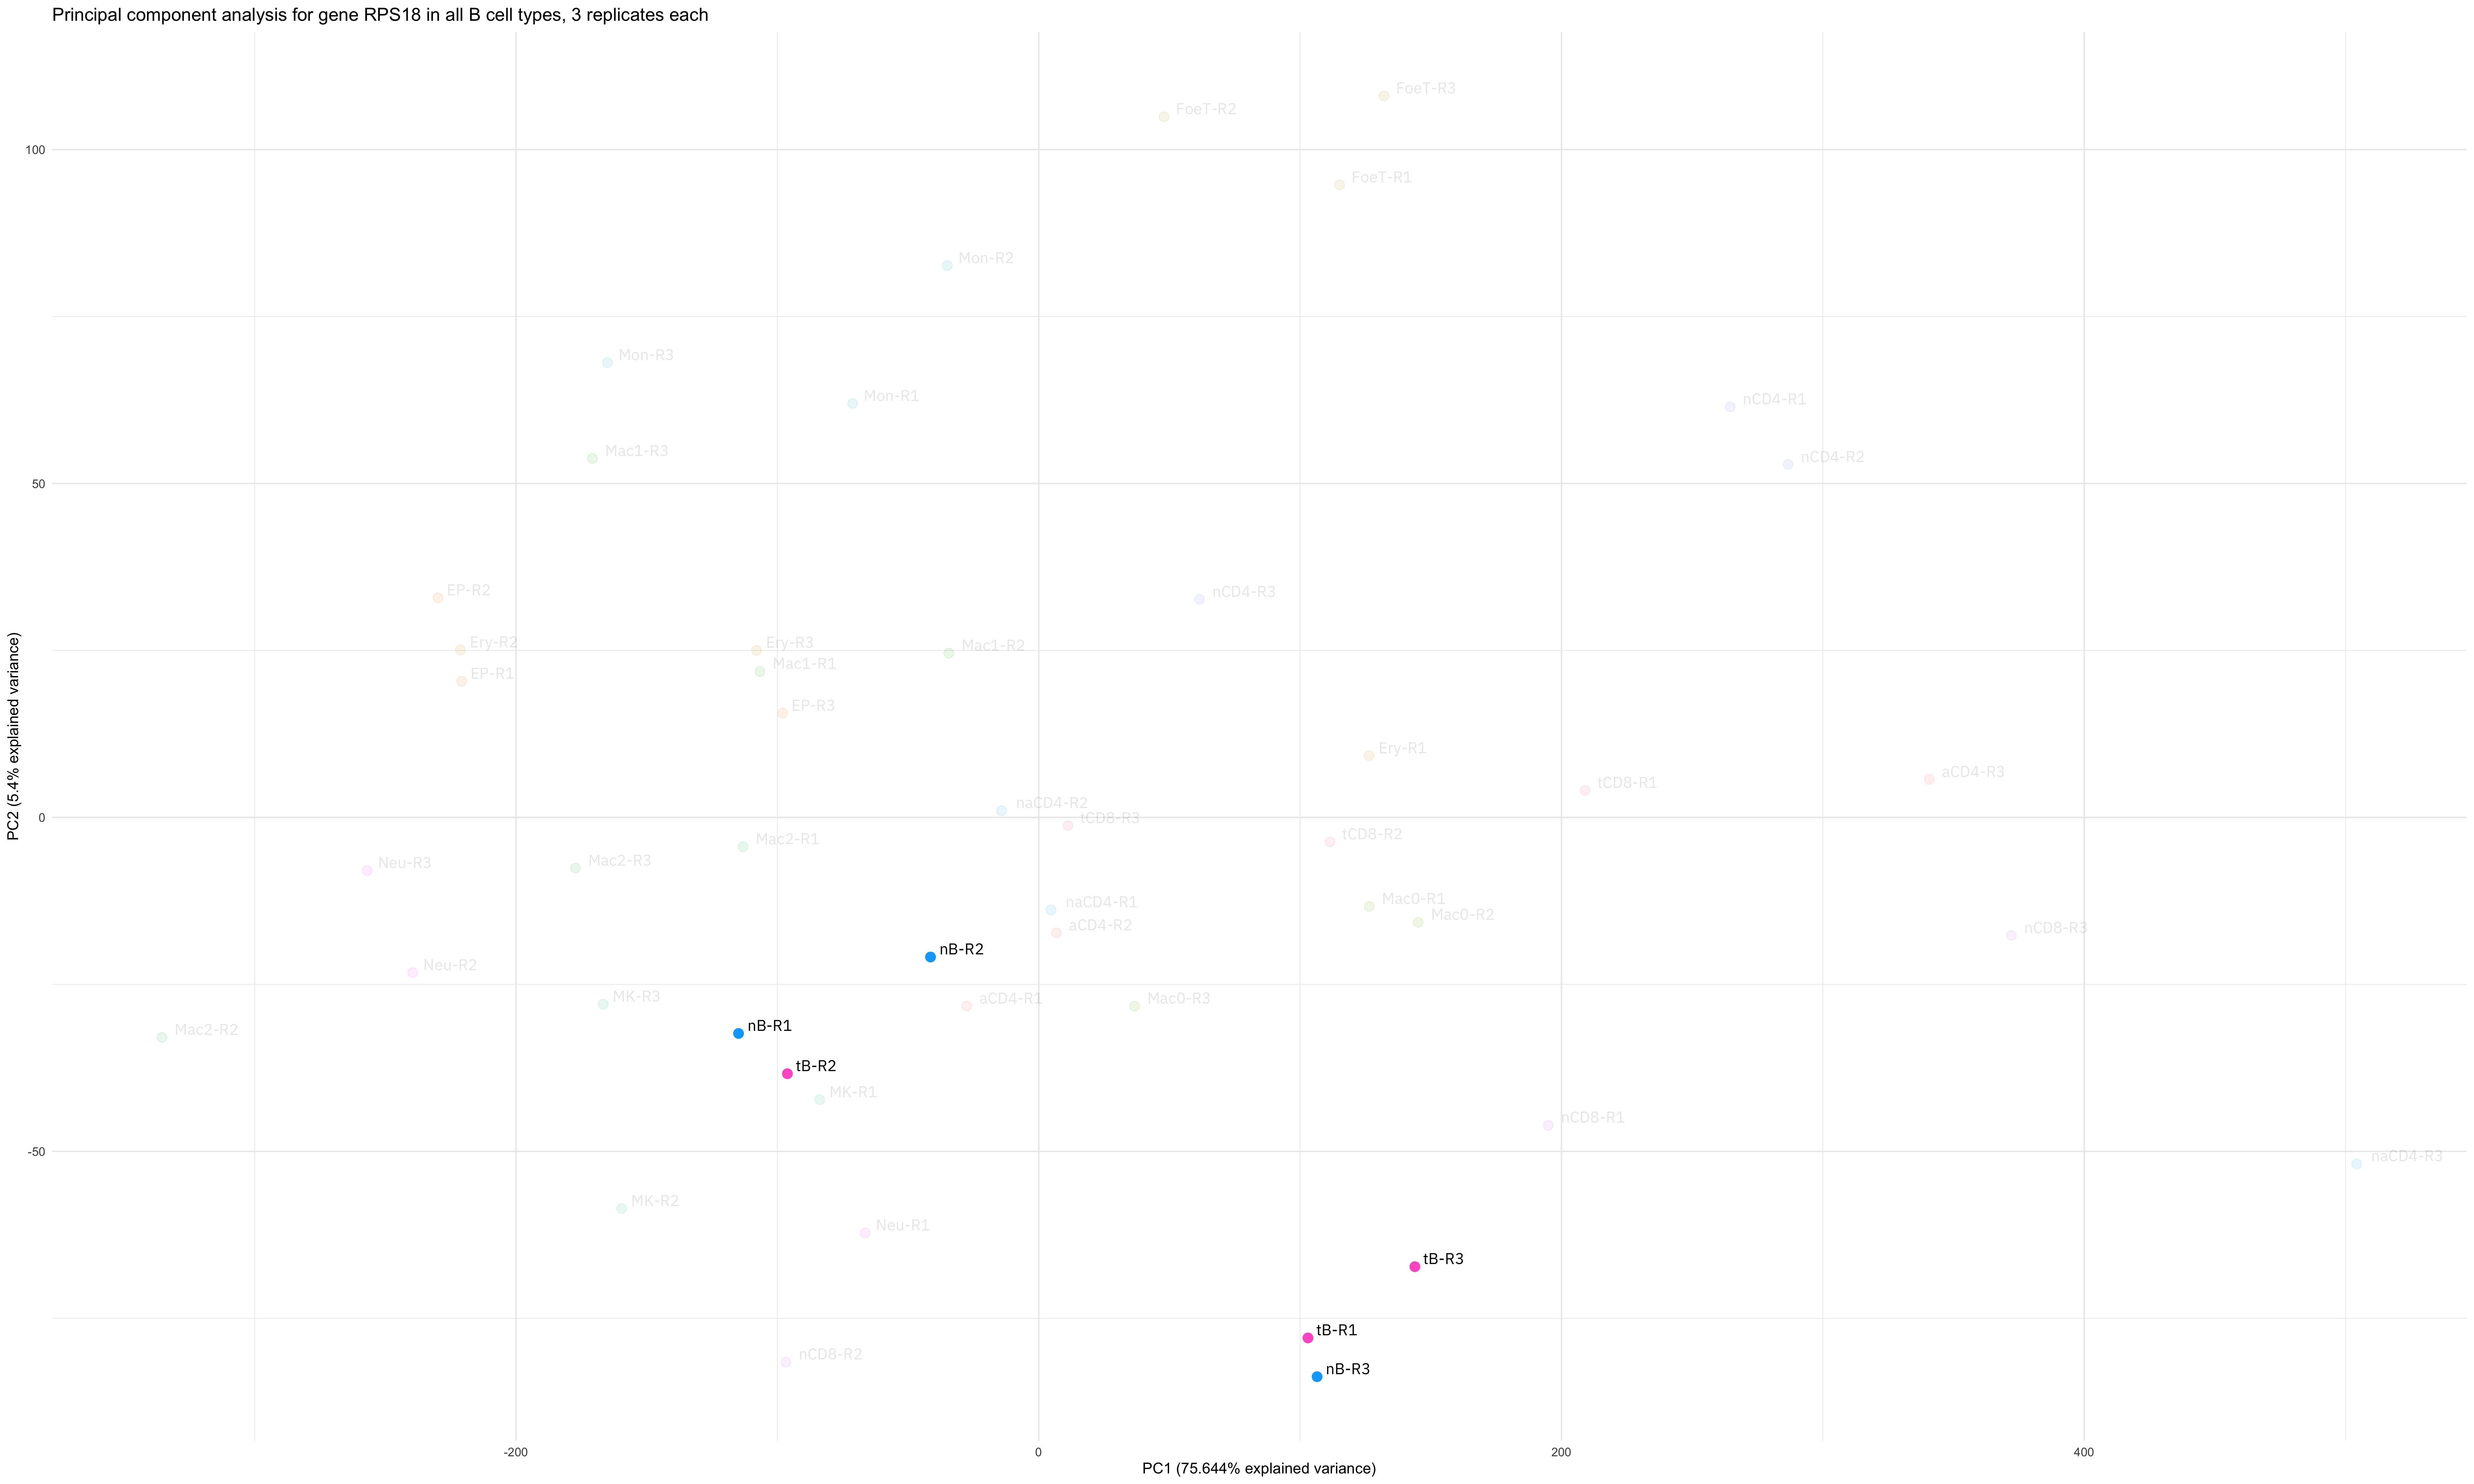 Principal component analysis for gene RPS18 in all B cell types, 3 replicates each
FoeT-R3
FoeT-R2
100
FoeT-R1
Mon-R2
Mon-R3
Mon-R1
nCD4-R1
Mac1-R3
nCD4-R2
50
EP-R2
nCD4-R3
Ery-R2
Ery-R3
Mac1-R2
Mac1-R1
EP-R1
EP-R3
PC2 (5.4% explained variance)
Ery-R1
aCD4-R3
tCD8-R1
naCD4-R2
0
tCD8-R3
tCD8-R2
Mac2-R1
Mac2-R3
Neu-R3
Mac0-R1
naCD4-R1
Mac0-R2
aCD4-R2
nCD8-R3
nB-R2
Neu-R2
MK-R3
aCD4-R1
Mac0-R3
nB-R1
Mac2-R2
tB-R2
MK-R1
nCD8-R1
-50
naCD4-R3
MK-R2
Neu-R1
tB-R3
tB-R1
nCD8-R2
nB-R3
-200
0
200
400
PC1 (75.644% explained variance)